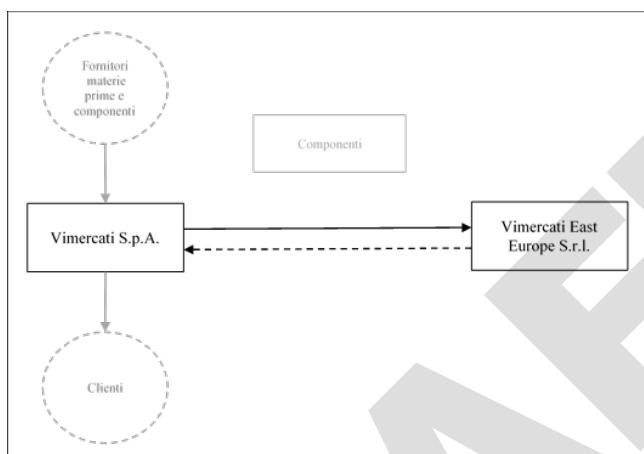 Fornitori
materie
prime e
componenti
Componenti
Vimercati S.p.A.
Vimercati East
Europe S.r.l.
Clienti